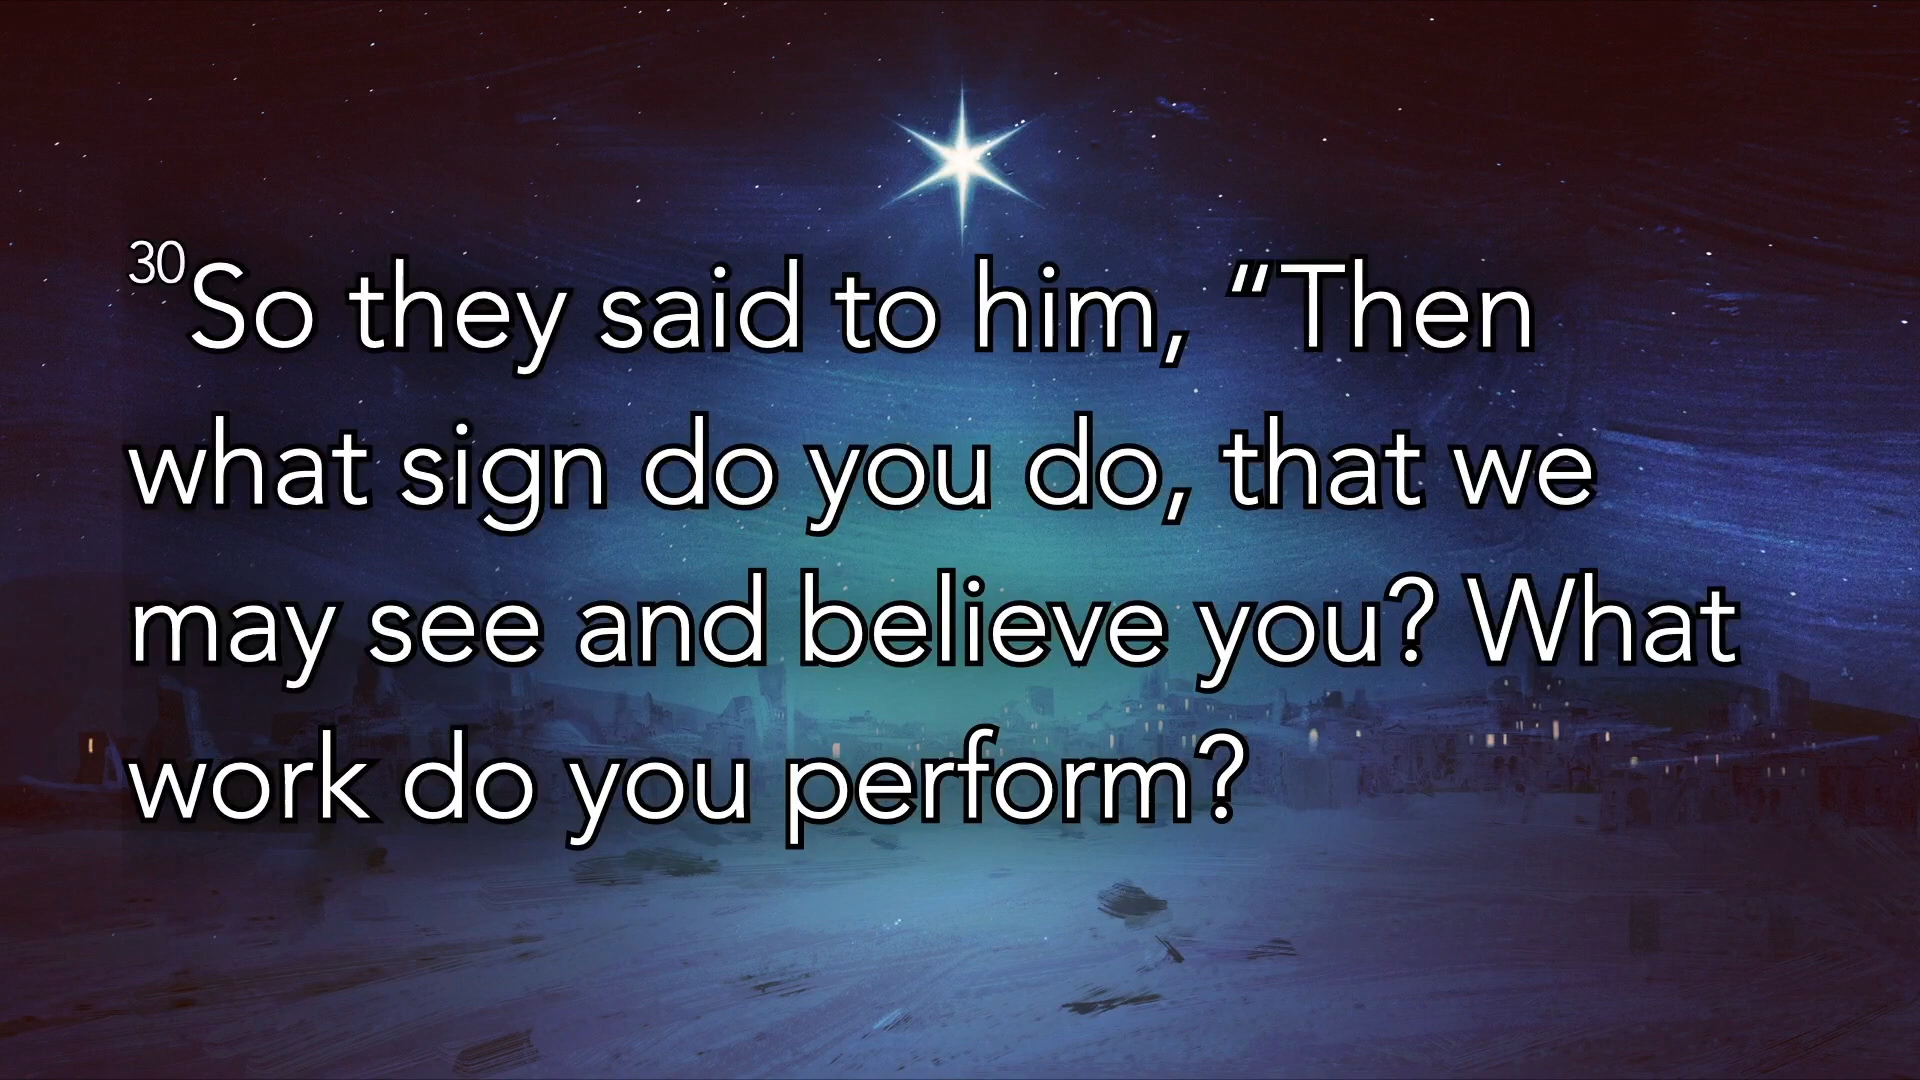 30So they said to him, “Then
what sign do you do, that we
may see and believe you? What
work do you perform?